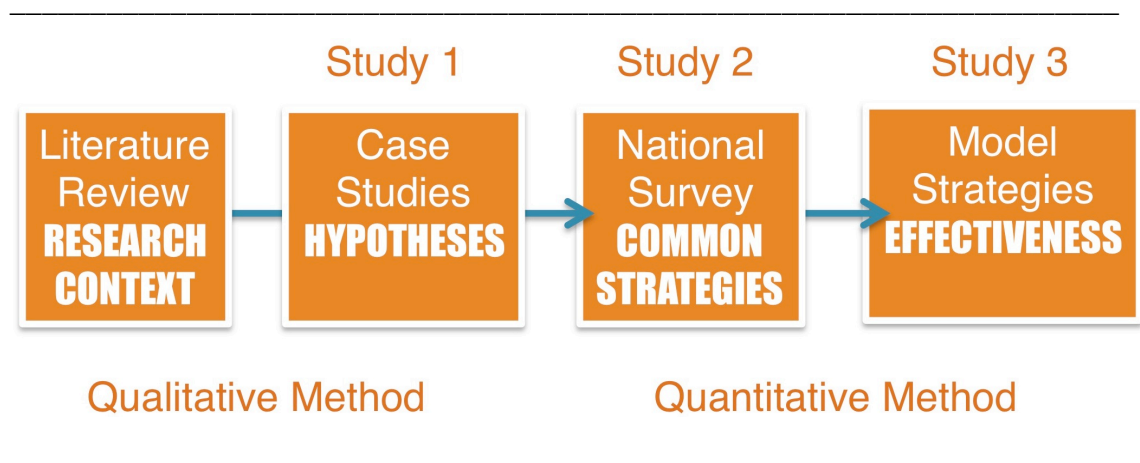 Study 1
Study 2
Study 3
Literature
Review
RESEARCH
CONTEXT
Case
Studies
HYPOTHESES
National
Survey
COMMON
STRATEGIES
Model
Strategies
EFFECTIVENESS
Qualitative Method
Quantitative Method